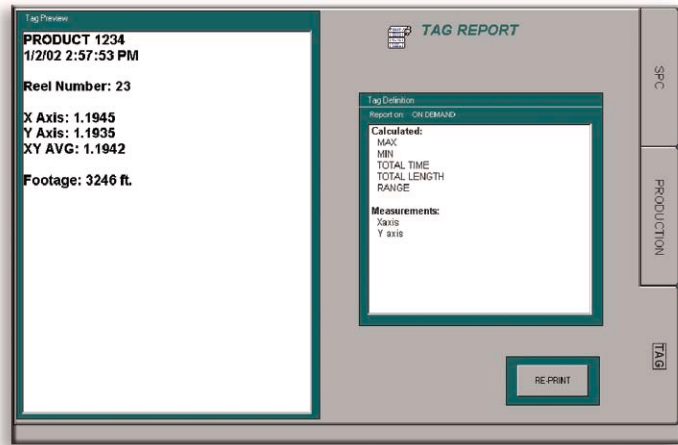 Tag Preview
PRODUCT 1234
1/2/02 2:57:53 PM
Reel Number: 23
X Axis: 1.1945
Y Axis: 1.1935
XY AVG: 1.1942
Footage: 3246 ft.
TAG REPORT
Tag Definition
Report on: ON DEMAND
Calculated:
MAX
MIN
TOTAL TIME
TOTAL LENGTH
RANGE
Measurements:
Xaxis
Y axis
RE-PRINT
SPC
PRODUCTION
TAG